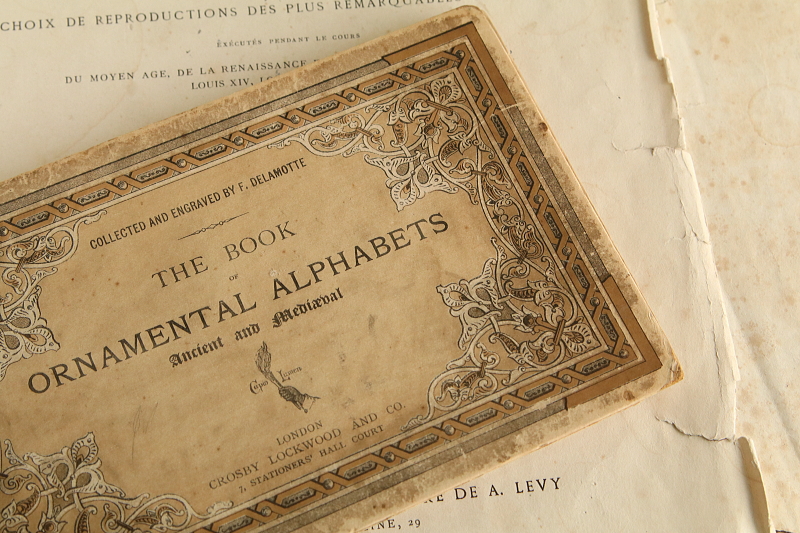 CHOIX DE REPRODUCTIONS DES PLUS REMARQUABLES
EXÉCUTÉS PENDANT LE COURS
DU MOYEN AGE, DE LA RENAISSANCE
LOUIS XIV,
COLLECTED AND ENGRAVED BY F. DELAMOTTE
THE BOOK
OF
ORNAMENTAL ALPHABETS
Ancient and Mediæval
LONDON
CROSBY LOCKWOOD AND CO.
7, STATIONERS' HALL COURT
DE A. LEVY
29